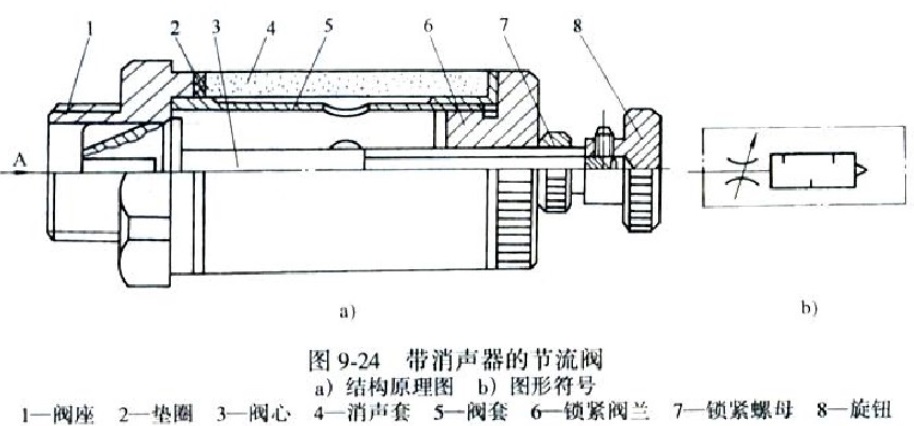 1 2 3 4 5 6 7 8
A
a) b)
图 9-24 带消声器的节流阀
a) 结构原理图 b) 图形符号
1—阀座 2—垫圈 3—阀心 4—消声套 5—阀套 6—锁紧阀兰 7—锁紧螺母 8—旋钮